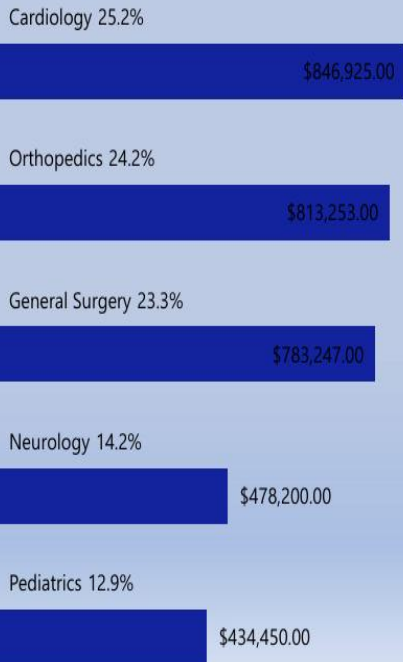 Cardiology 25.2%
$846,925.00
Orthopedics 24.2%
$813,253.00
General Surgery 23.3%
$783,247.00
Neurology 14.2%
$478,200.00
Pediatrics 12.9%
$434,450.00